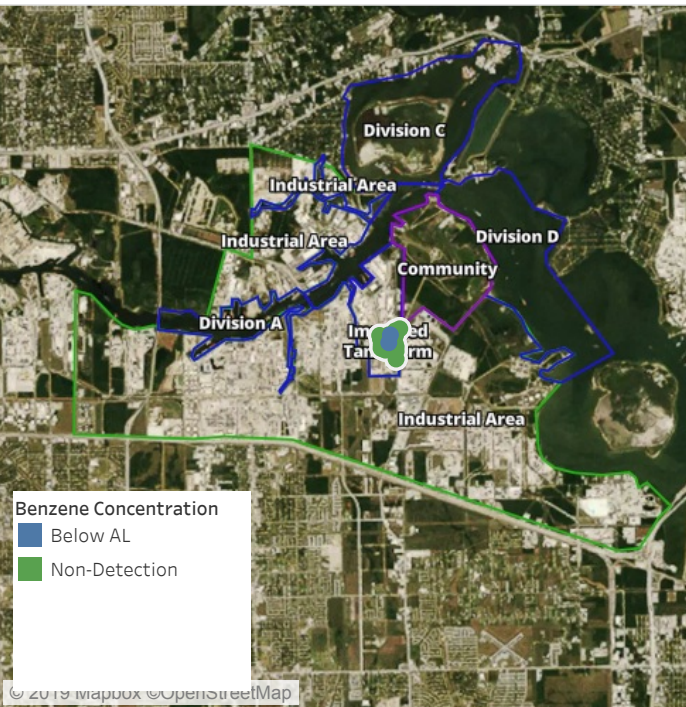 Division C
Industrial Area
Division D
Industrial Area
Community
Division A
Industrial Area
Benzene Concentration
Below AL
Non-Detection
© 2019 Mapbox ©OpenStreetMap